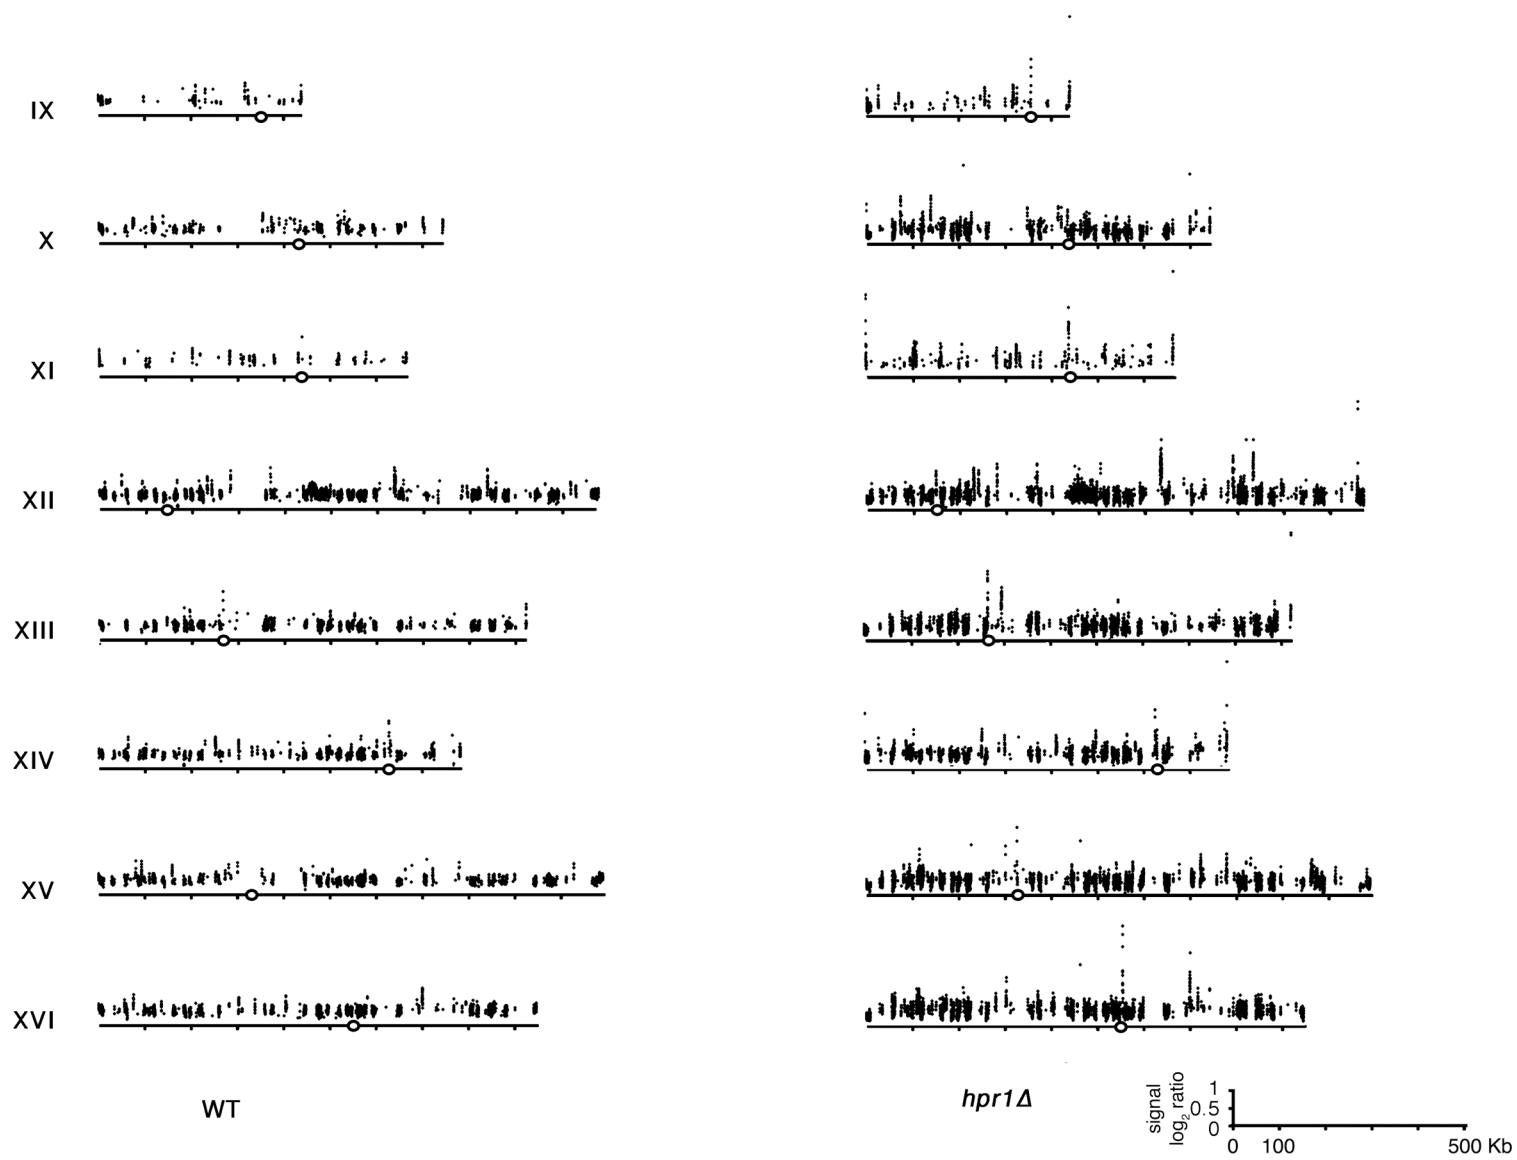 IX
X
XI
XII
XIII
XIV
XV
XVI
WT
hpr1Δ
signal
log2 ratio
1
0.5
0
0 100 500 Kb